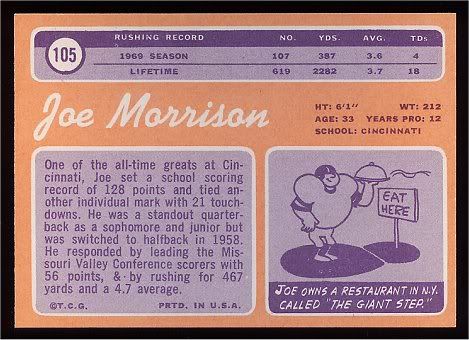 105
RUSHING RECORD NO. YDS. AVG. TDs
1969 SEASON 107 387 3.6 4
LIFETIME 619 2282 3.7 18
Joe Morrison
HT: 6'1" WT: 212
AGE: 33 YEARS PRO: 12
SCHOOL: CINCINNATI
One of the all-time greats at Cin-
cinnati, Joe set a school scoring
record of 128 points and tied an-
other individual mark with 21 touch-
downs. He was a standout quarter-
back as a sophomore and junior but
was switched to halfback in 1958.
He responded by leading the Mis-
souri Valley Conference scorers with
56 points, & by rushing for 467
yards and a 4.7 average.
©T.C.G. PRTD. IN U.S.A.
EAT
HERE
JOE OWNS A RESTAURANT IN N.Y.
CALLED "THE GIANT STEP."